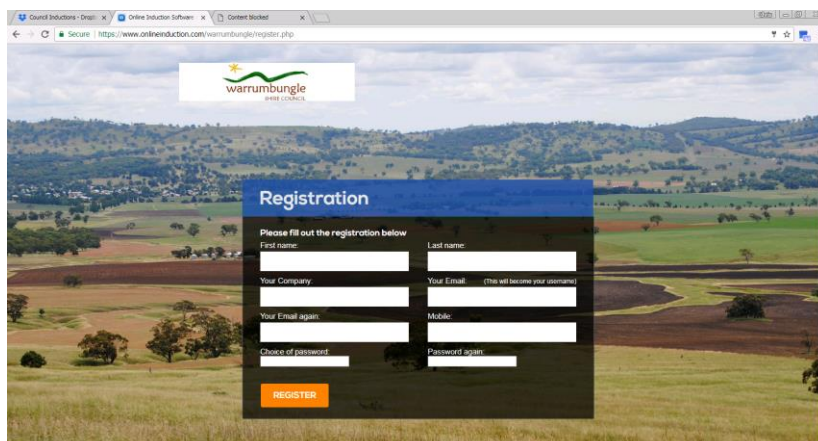 Council Inductions - Drop
Online Induction Software
Content blocked
Secure https://www.onlineinduction.com/warrumbungle/register.php
warrumbungle
SHIRE COUNCIL
Registration
Please fill out the registration below
First name:
Last name:
Your Company:
Your Email: (This will become your username)
Your Email again:
Mobile:
Choice of password:
Password again:
REGISTER